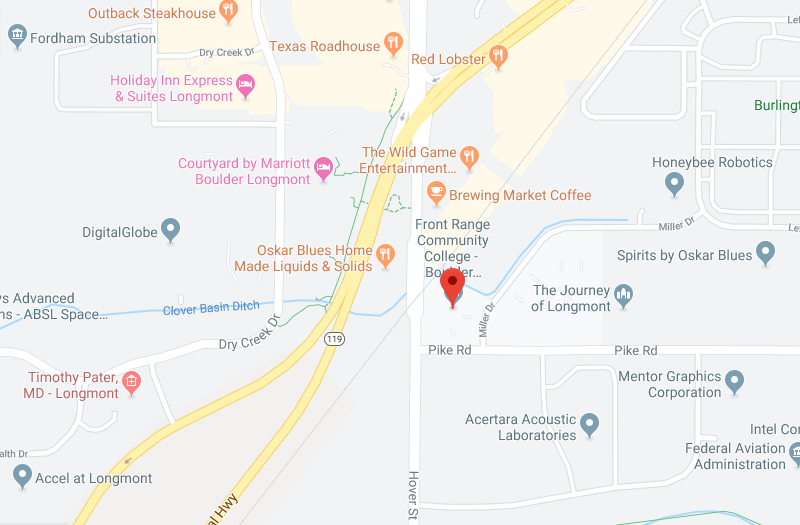 Outback Steakhouse
Fordham Substation
Dry Creek Dr
Texas Roadhouse
Red Lobster
Holiday Inn Express
& Suites Longmont
Burling
The Wild Game
Entertainment...
Courtyard by Marriott
Boulder Longmont
Honeybee Robotics
Brewing Market Coffee
Front Range
Community
College -
Boulder...
Miller Dr
DigitalGlobe
Oskar Blues Home
Made Liquids & Solids
Spirits by Oskar Blues
The Journey
of Longmont
s Advanced
ns - ABSL Space...
Clover Basin Ditch
Miller Dr
Dry Creek Dr
119
Pike Rd
Pike Rd
Timothy Pater,
MD - Longmont
Mentor Graphics
Corporation
Acertara Acoustic
Laboratories
Intel Co
Federal Aviation
Administration
alth Dr
Accel at Longmont
Hover St
al Hwy